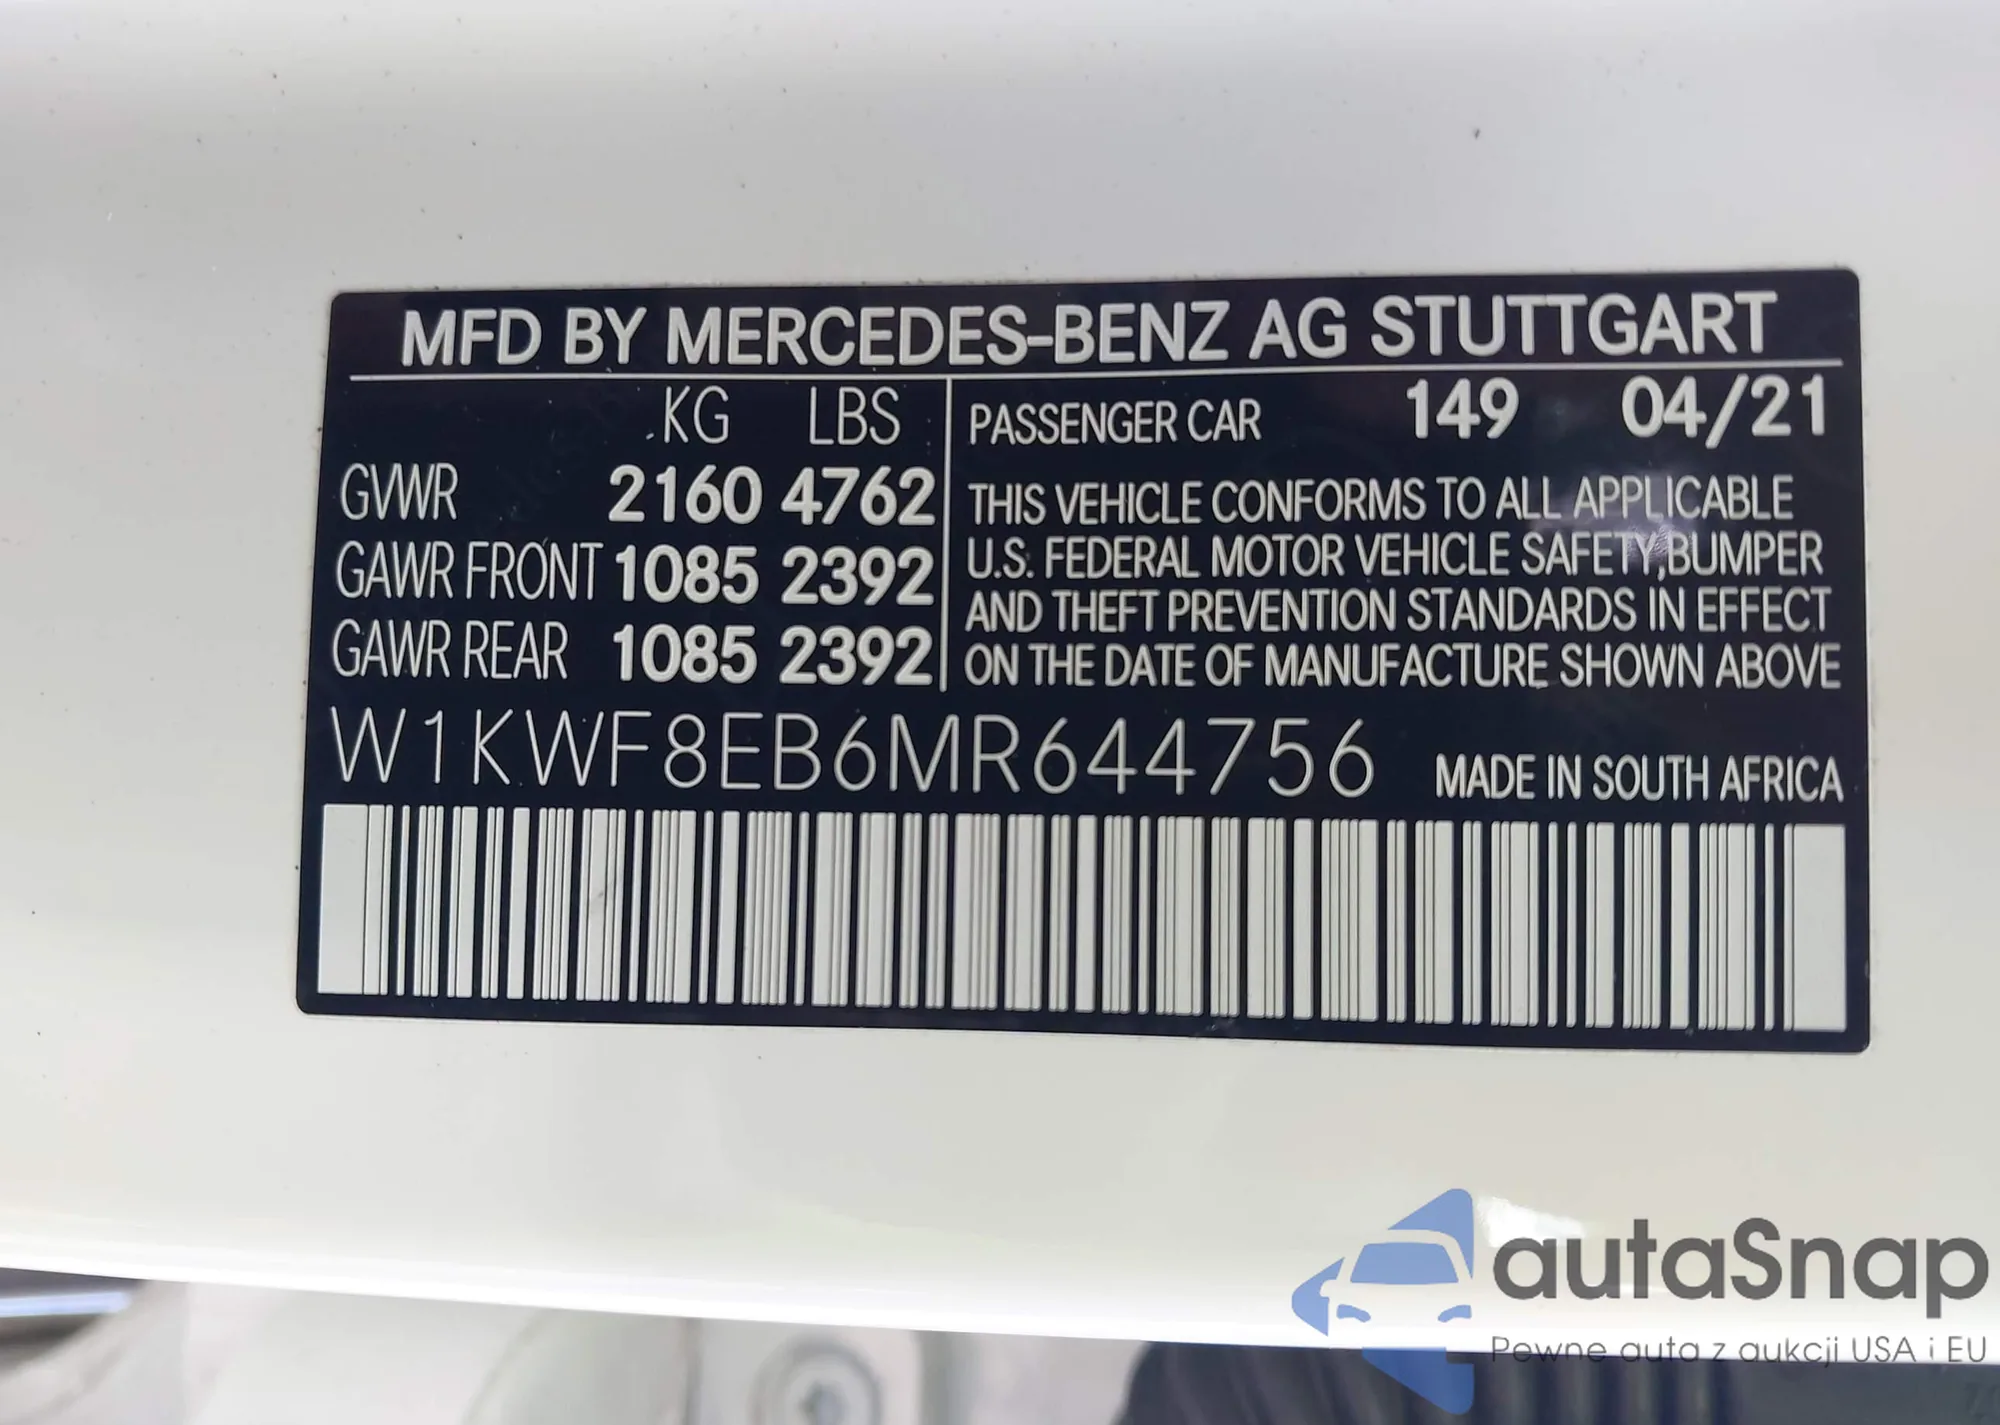 MFD BY MERCEDES-BENZ AG STUTTGART
KG LBS
GVWR 2160 4762
GAWR FRONT 1085 2392
GAWR REAR 1085 2392
PASSENGER CAR 149 04/21
THIS VEHICLE CONFORMS TO ALL APPLICABLE
U.S. FEDERAL MOTOR VEHICLE SAFETY,BUMPER
AND THEFT PREVENTION STANDARDS IN EFFECT
ON THE DATE OF MANUFACTURE SHOWN ABOVE
W1KWF8EB6MR644756 MADE IN SOUTH AFRICA
autaSnap
Pewne auta z aukcji USA i EU